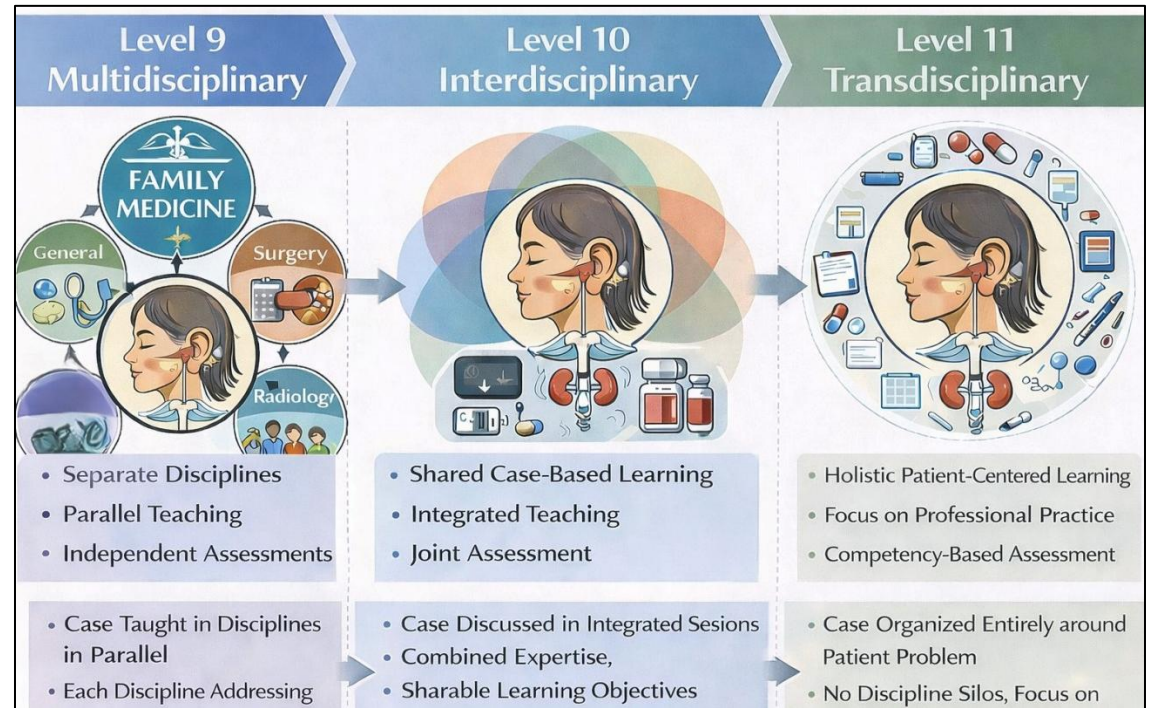 Level 9
Multidisciplinary
Level 10
Interdisciplinary
Level 11
Transdisciplinary
FAMILY
MEDICINE
General
Surgery
Radiology
• Separate Disciplines
• Parallel Teaching
• Independent Assessments
• Shared Case-Based Learning
• Integrated Teaching
• Joint Assessment
• Holistic Patient-Centered Learning
• Focus on Professional Practice
• Competency-Based Assessment
• Case Taught in Disciplines
in Parallel
• Each Discipline Addressing
• Case Discussed in Integrated Sesions
• Combined Expertise,
• Sharable Learning Objectives
• Case Organized Entirely around
Patient Problem
• No Discipline Silos, Focus on